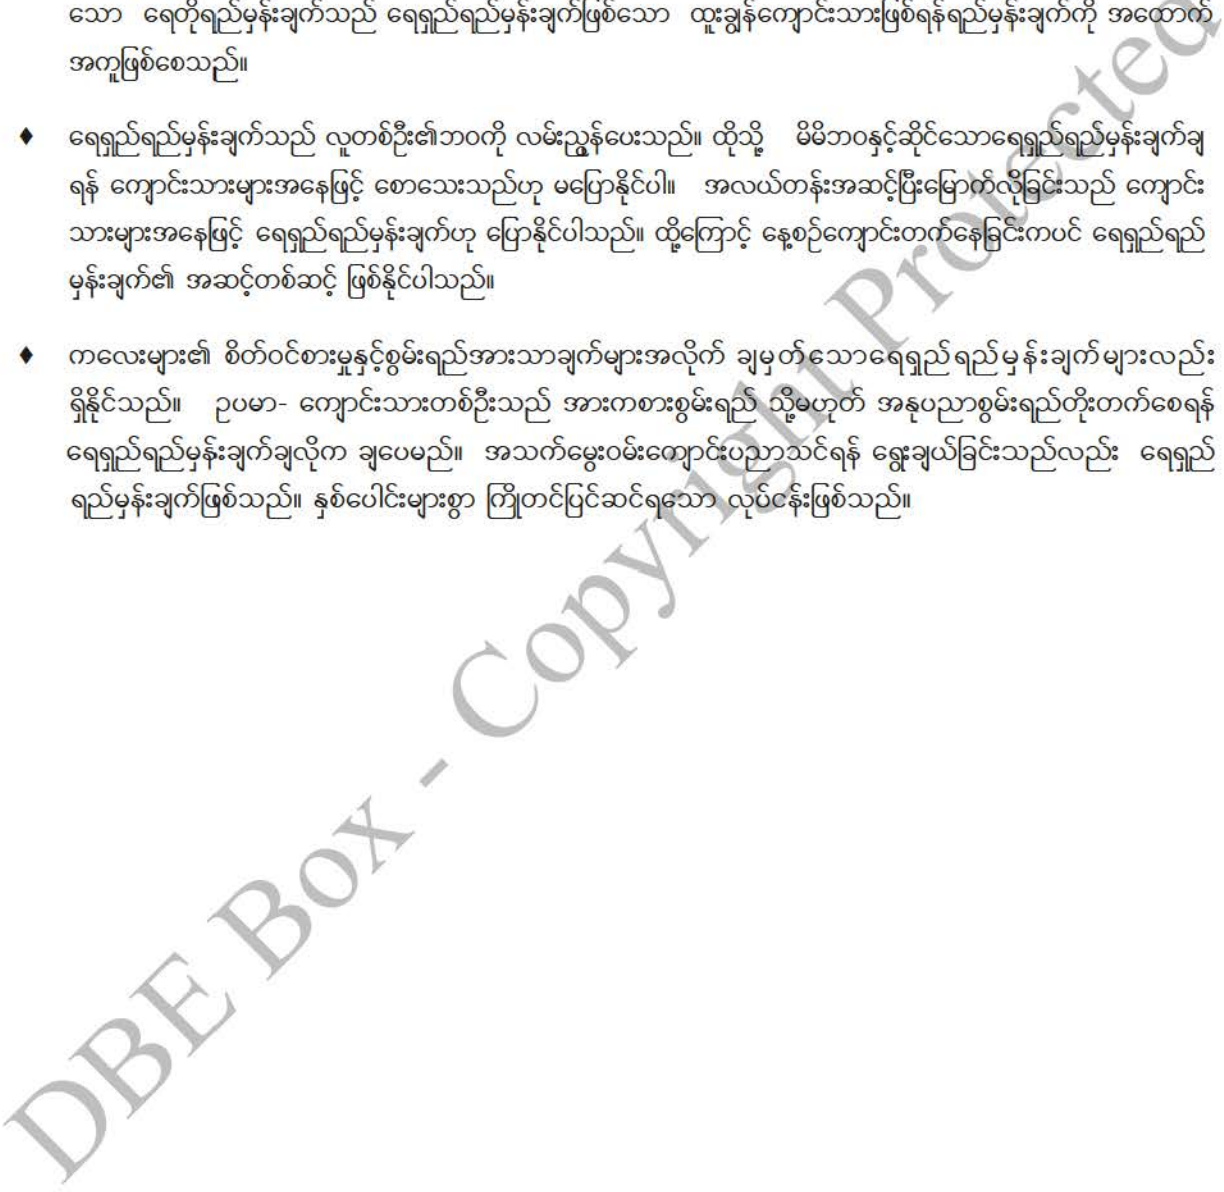 သော ရေတိုရည်မှန်းချက်သည် ရေရှည်ရည်မှန်းချက်ဖြစ်သော ထူးချွန်ကျောင်းသားဖြစ်ရန်ရည်မှန်းချက်ကို အထောက်
အကူဖြစ်စေသည်။
♦ ရေရှည်ရည်မှန်းချက်သည် လူတစ်ဦး၏ဘဝကို လမ်းညွှန်ပေးသည်။ ထိုသို့ မိမိဘဝနှင့်ဆိုင်သောရေရှည်ရည်မှန်းချက်ချ
ရန် ကျောင်းသားများအနေဖြင့် စောသေးသည်ဟု မပြောနိုင်ပါ။ အလယ်တန်းအဆင့်ပြီးမြောက်လိုခြင်းသည် ကျောင်း
သားများအနေဖြင့် ရေရှည်ရည်မှန်းချက်ဟု ပြောနိုင်ပါသည်။ ထို့ကြောင့် နေ့စဉ်ကျောင်းတက်နေခြင်းကပင် ရေရှည်ရည်
မှန်းချက်၏ အဆင့်တစ်ဆင့် ဖြစ်နိုင်ပါသည်။
♦ ကလေးများ၏ စိတ်ဝင်စားမှုနှင့်စွမ်းရည်အားသာချက်များအလိုက် ချမှတ်သောရေရှည်ရည်မှန်းချက်များလည်း
ရှိနိုင်သည်။ ဥပမာ- ကျောင်းသားတစ်ဦးသည် အားကစားစွမ်းရည် သို့မဟုတ် အနုပညာစွမ်းရည်တိုးတက်စေရန်
ရေရှည်ရည်မှန်းချက်ချလိုက ချပေမည်။ အသက်မွေးဝမ်းကျောင်းပညာသင်ရန် ရွေးချယ်ခြင်းသည်လည်း ရေရှည်
ရည်မှန်းချက်ဖြစ်သည်။ နှစ်ပေါင်းများစွာ ကြိုတင်ပြင်ဆင်ရသော လုပ်ငန်းဖြစ်သည်။
DBE Box - Copyright Protected